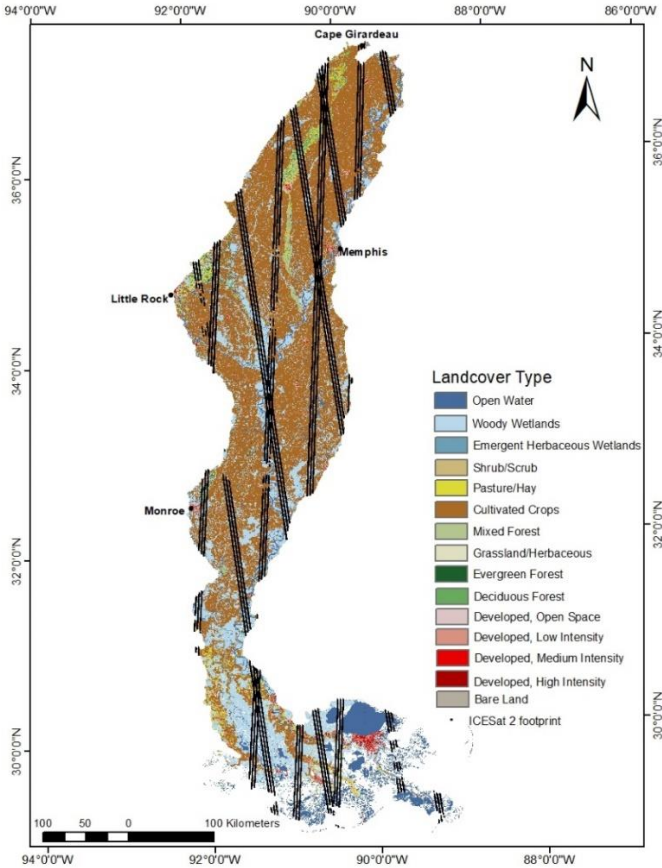 94°0'0"W 92°0'0"W 90°0'0"W 88°0'0"W 86°0'0"W
Cape Girardeau
N
36°0'0"N
36°0'0"N
Memphis
Little Rock
34°0'0"N
34°0'0"N
Landcover Type
Open Water
Woody Wetlands
Emergent Herbaceous Wetlands
Shrub/Scrub
Pasture/Hay
Cultivated Crops
Mixed Forest
Grassland/Herbaceous
Evergreen Forest
Deciduous Forest
Developed, Open Space
Developed, Low Intensity
Developed, Medium Intensity
Developed, High Intensity
Bare Land
ICESat 2 footprint
Monroe
32°0'0"N
32°0'0"N
30°0'0"N
30°0'0"N
100 50 0 100 Kilometers
94°0'0"W 92°0'0"W 90°0'0"W 88°0'0"W